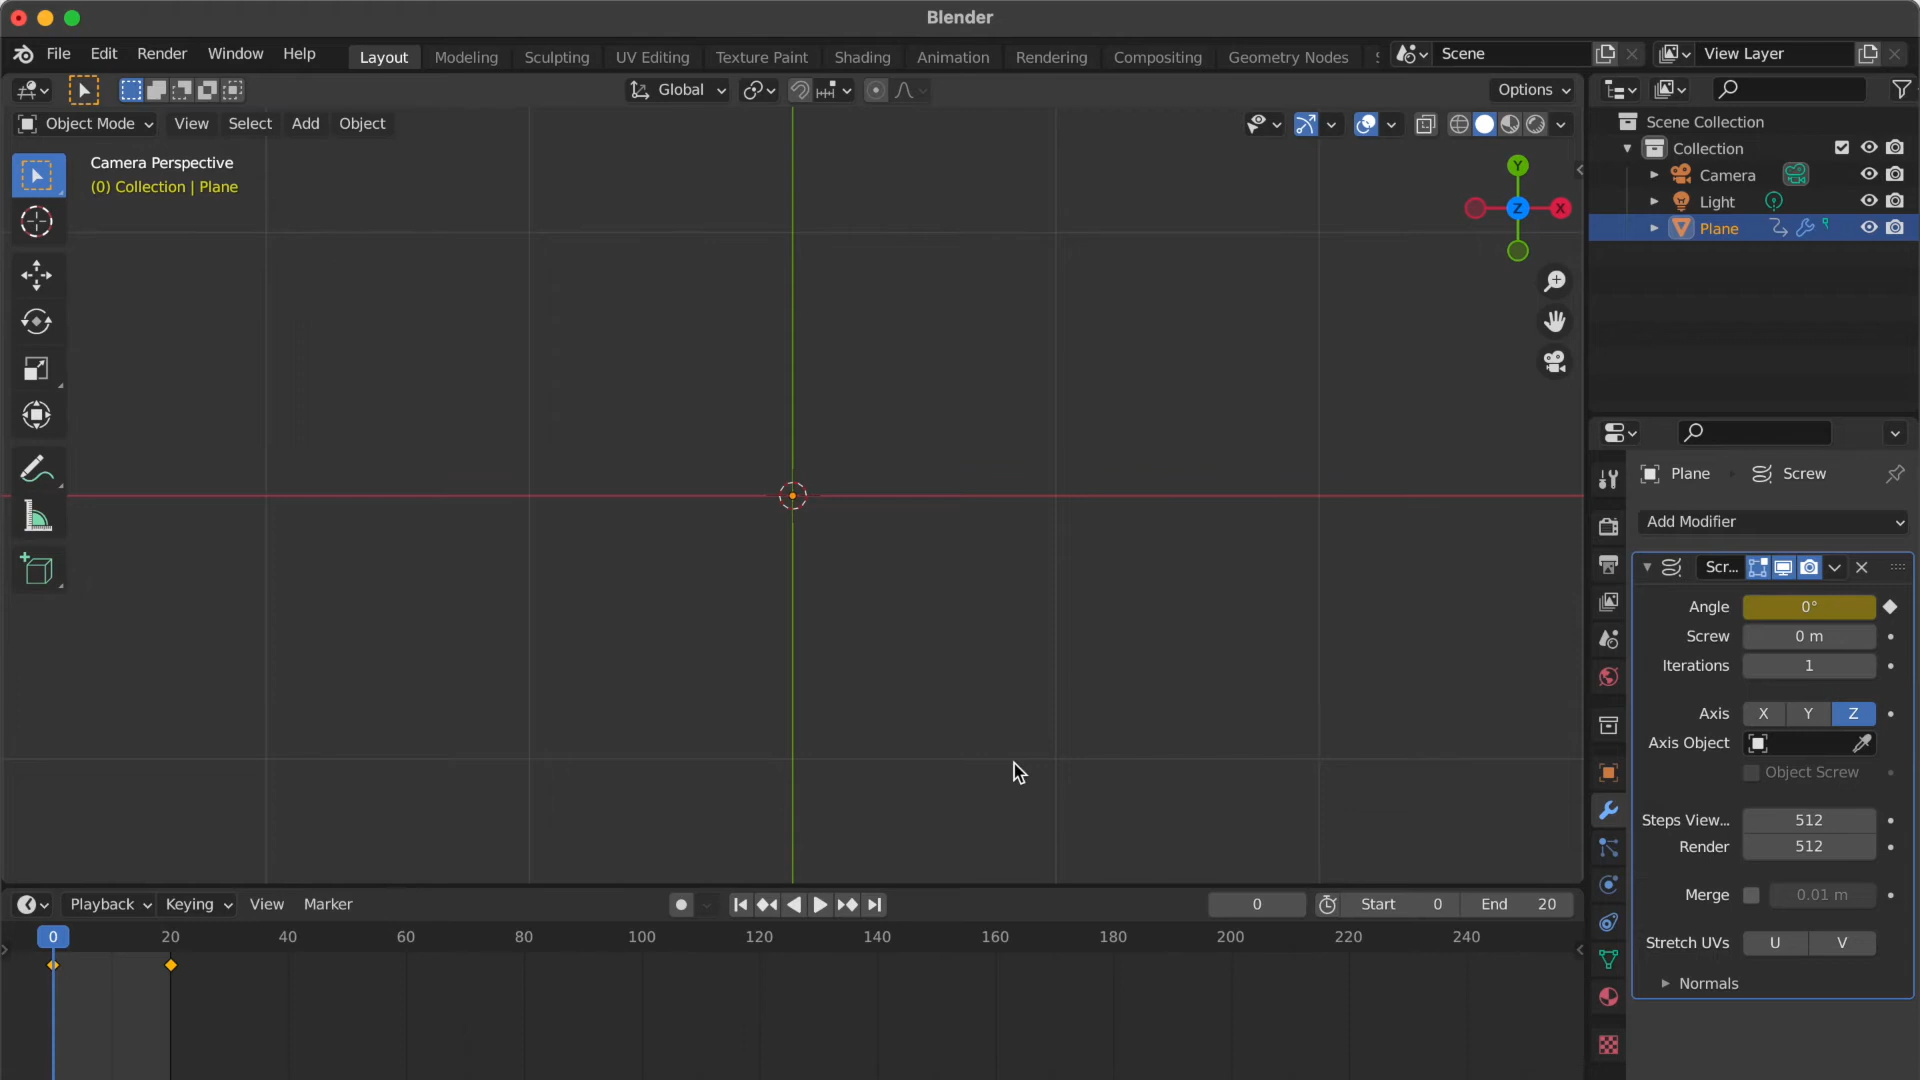 Blender
File Edit Render Window Help Layout Modeling Sculpting UV Editing Texture Paint Shading Animation Rendering Compositing Geometry Nodes Scene View Layer
Global Options
Object Mode View Select Add Object
Camera Perspective
(0) Collection | Plane
Y
X
Z
Scene Collection
Collection
Camera
Light
Plane
Plane Screw
Add Modifier
Scr...
Angle 0°
Screw 0 m
Iterations 1
Axis X Y Z
Axis Object
Object Screw
Steps View... 512
Render 512
Merge 0.01 m
Stretch UVs U V
Normals
Playback Keying View Marker 0 Start 0 End 20
0 20 40 60 80 100 120 140 160 180 200 220 240